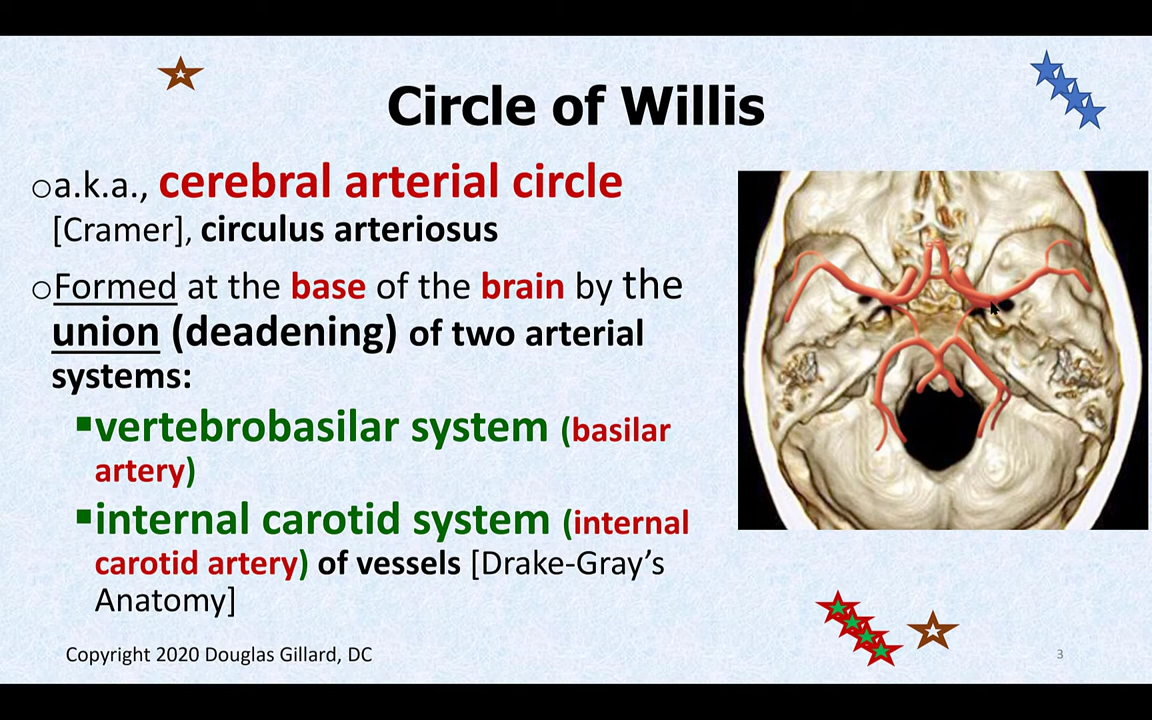 Circle of Willis
○a.k.a., cerebral arterial circle
[Cramer], circulus arteriosus
○Formed at the base of the brain by the
union (deadening) of two arterial
systems:
▪vertebrobasilar system (basilar
artery)
▪internal carotid system (internal
carotid artery) of vessels [Drake-Gray’s
Anatomy]
Copyright 2020 Douglas Gillard, DC
3